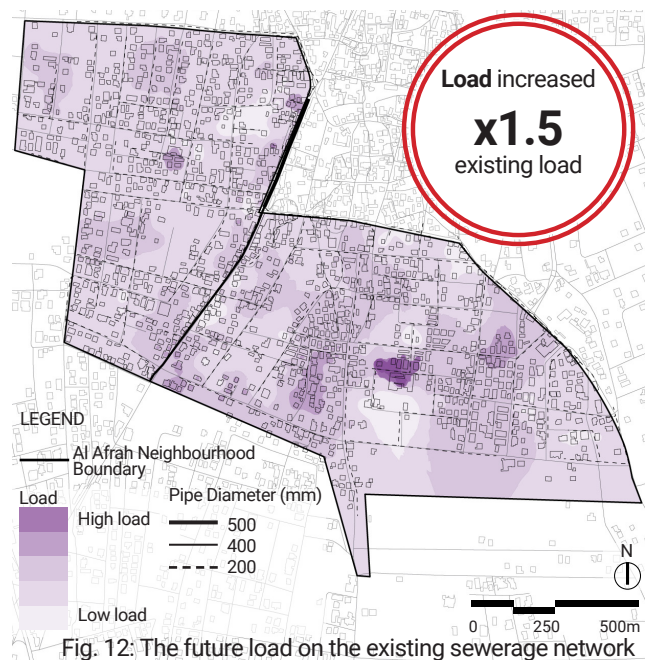 Load increased
x1.5
existing load
LEGEND
Al Afrah Neighbourhood
Boundary
Load
High load
Low load
Pipe Diameter (mm)
500
400
200
N
0 250 500m
Fig. 12: The future load on the existing sewerage network